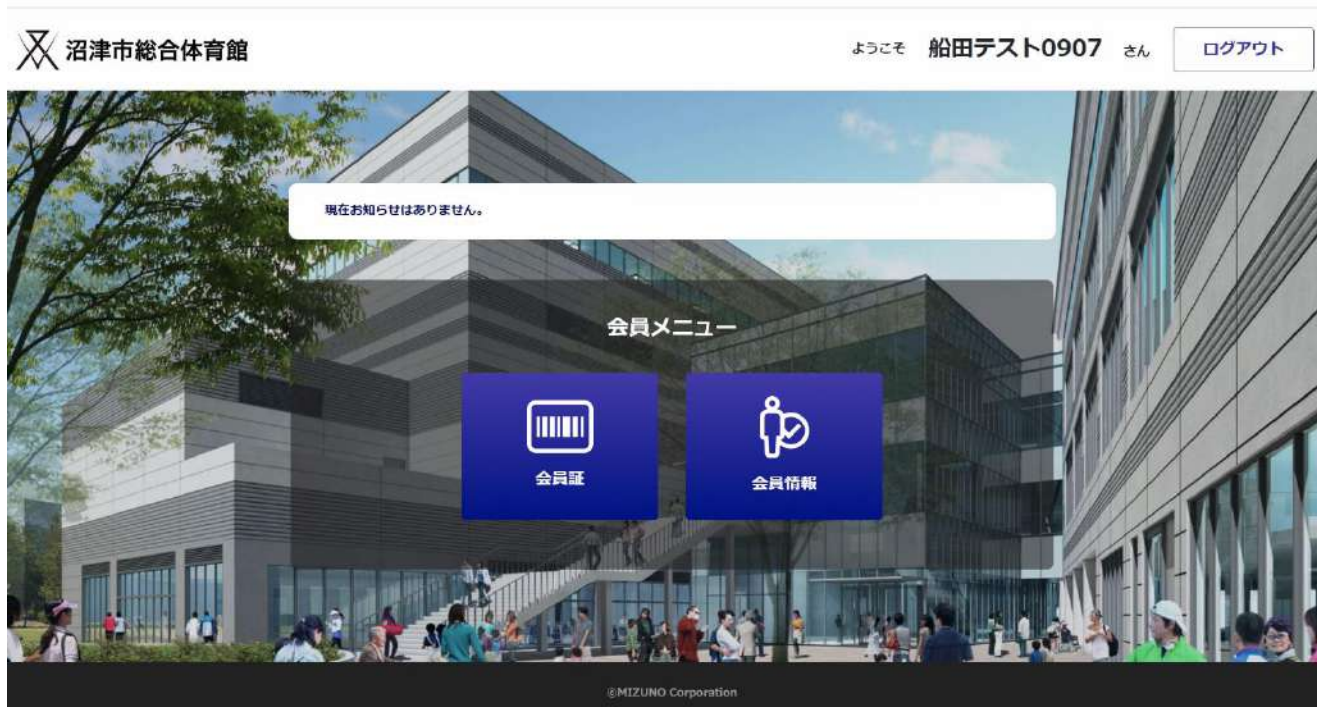 沼津市総合体育館
ようこそ 船田テスト0907 さん ログアウト
現在お知らせはありません。
会員メニュー
会員証 会員情報
©MIZUNO Corporation